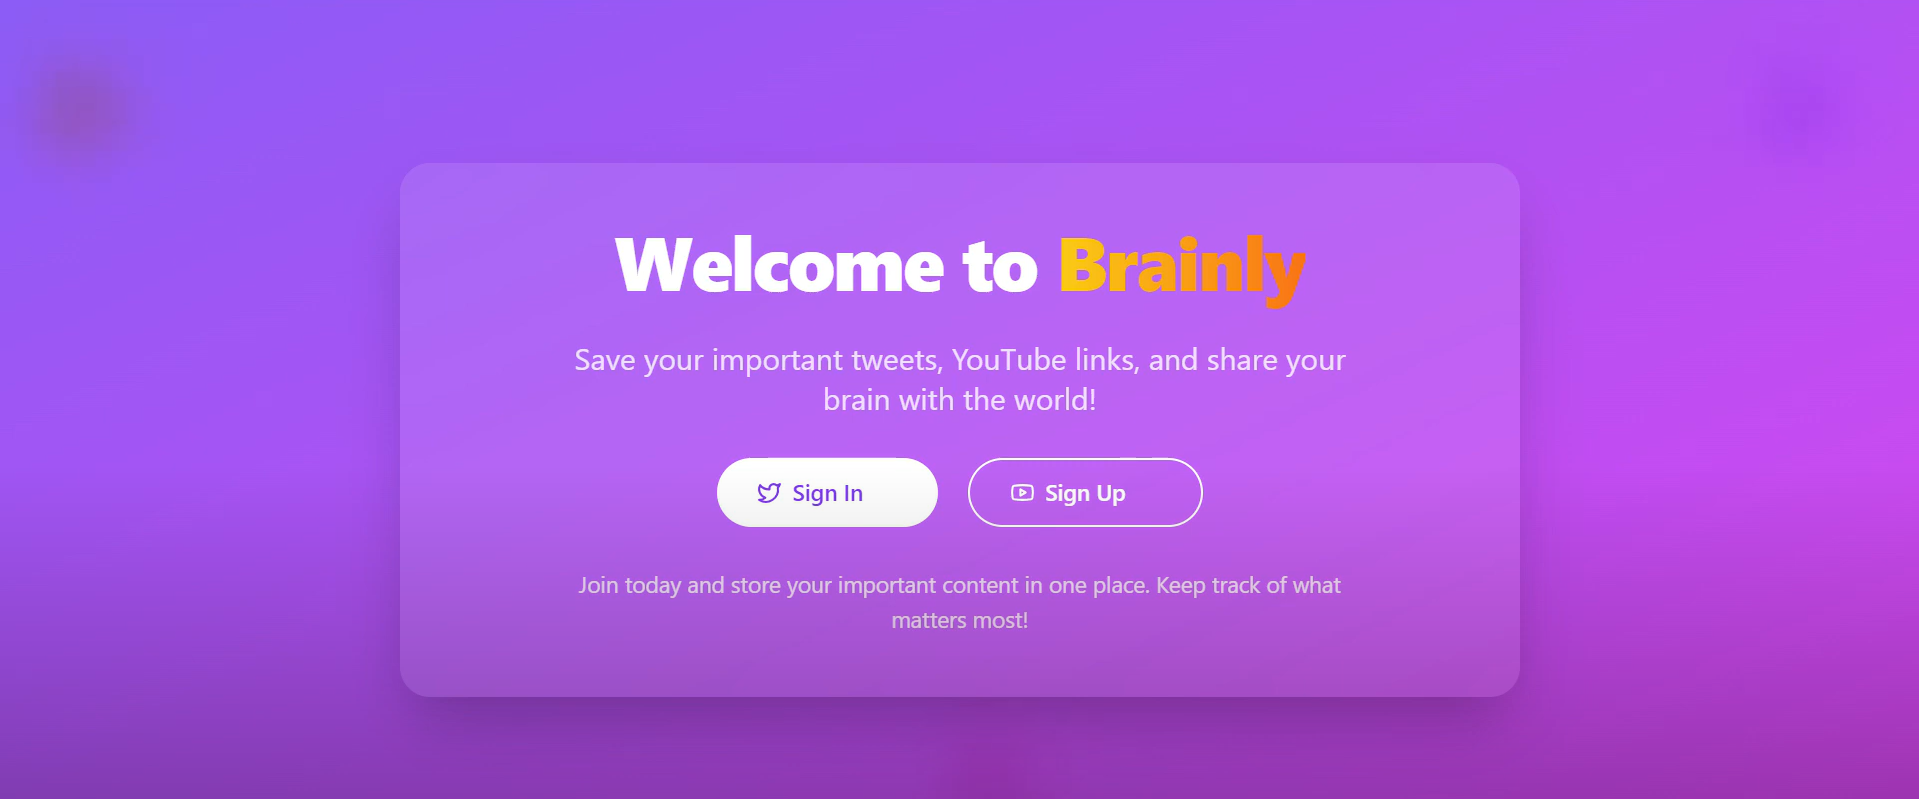 Welcome to Brainly
Save your important tweets, YouTube links, and share your
brain with the world!
Sign In
Sign Up
Join today and store your important content in one place. Keep track of what
matters most!